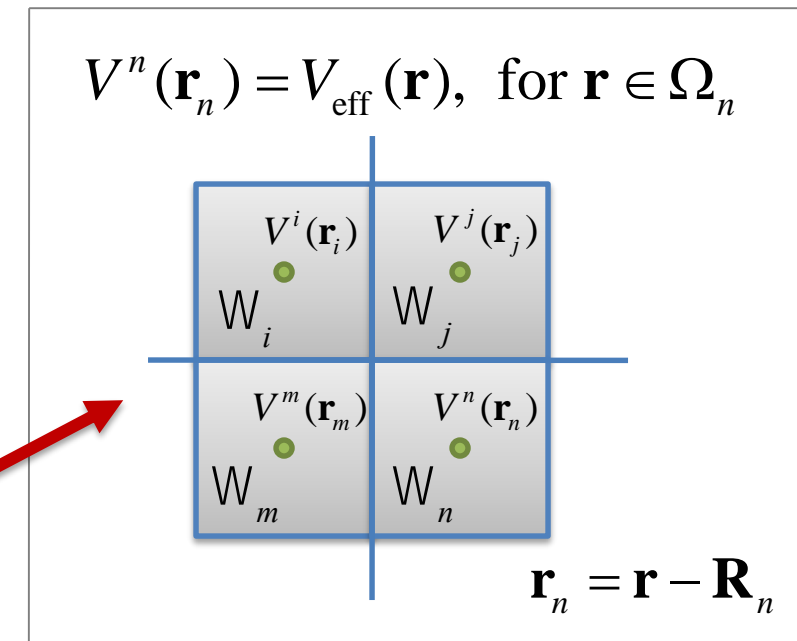 Vⁿ(𝐫ₙ) = V_eff(𝐫), for 𝐫 ∈ Ωₙ
Vⁱ(𝐫ᵢ) Vʲ(𝐫ⱼ)
𝕎ᵢ 𝕎ⱼ
Vᵐ(𝐫ₘ) Vⁿ(𝐫ₙ)
𝕎ₘ 𝕎ₙ
𝐫ₙ = 𝐫 − 𝐑ₙ